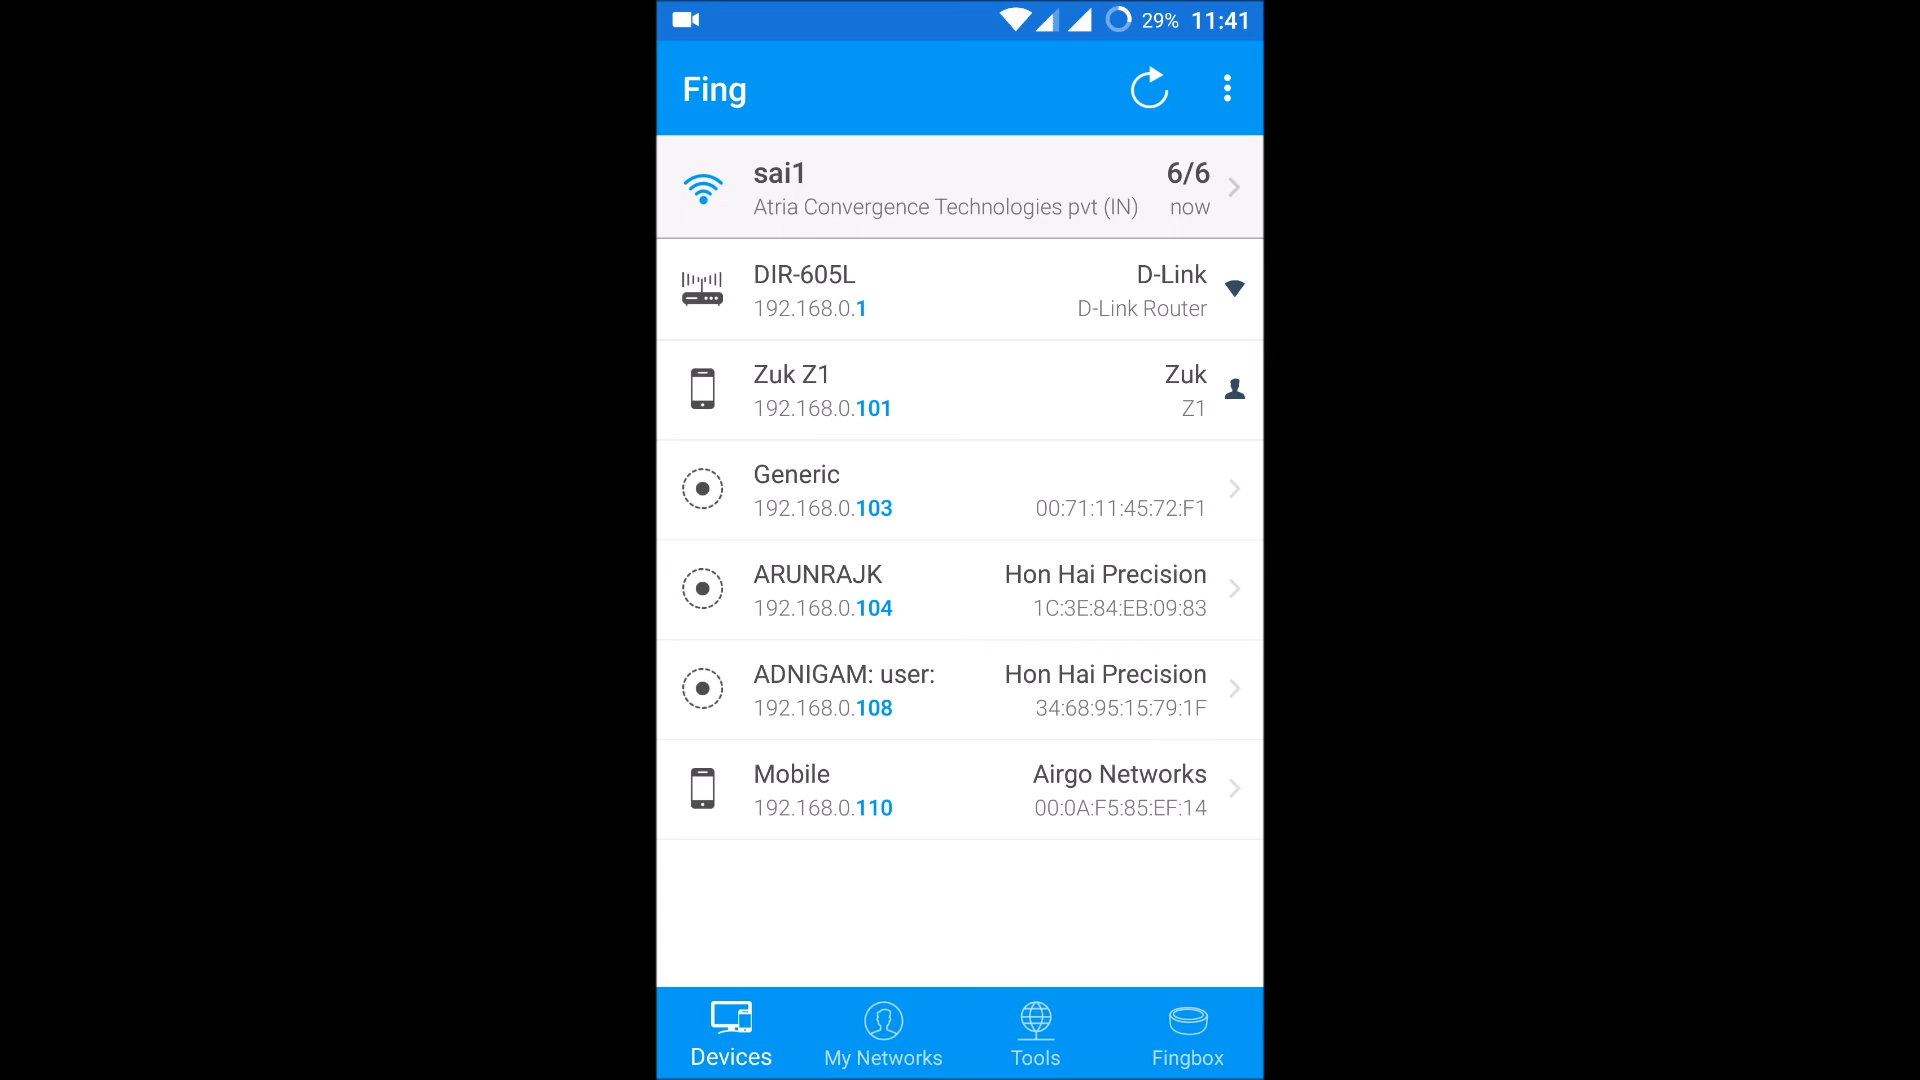 29% 11:41
Fing
sai1 6/6
Atria Convergence Technologies pvt (IN) now
DIR-605L D-Link
192.168.0.1 D-Link Router
Zuk Z1 Zuk
192.168.0.101 Z1
Generic
192.168.0.103 00:71:11:45:72:F1
ARUNRAJK Hon Hai Precision
192.168.0.104 1C:3E:84:EB:09:83
ADNIGAM: user: Hon Hai Precision
192.168.0.108 34:68:95:15:79:1F
Mobile Airgo Networks
192.168.0.110 00:0A:F5:85:EF:14
Devices My Networks Tools Fingbox